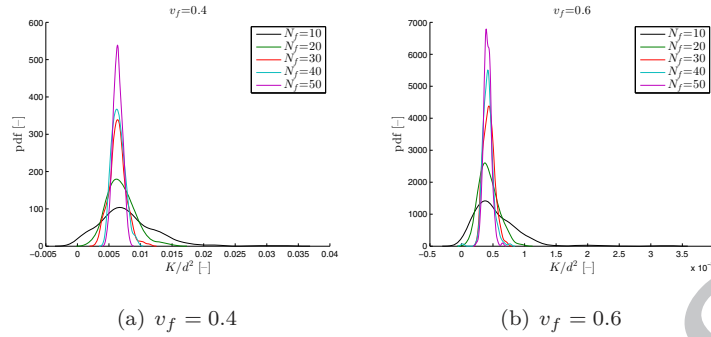 v_f=0.4
N_f=10
N_f=20
N_f=30
N_f=40
N_f=50
pdf [–]
600
500
400
300
200
100
0
−0.005 0 0.005 0.01 0.015 0.02 0.025 0.03 0.035 0.04
K/d² [–]
(a) v_f = 0.4
v_f=0.6
N_f=10
N_f=20
N_f=30
N_f=40
N_f=50
pdf [–]
7000
6000
5000
4000
3000
2000
1000
0
−0.5 0 0.5 1 1.5 2 2.5 3 3.5
x 10⁻
K/d² [–]
(b) v_f = 0.6